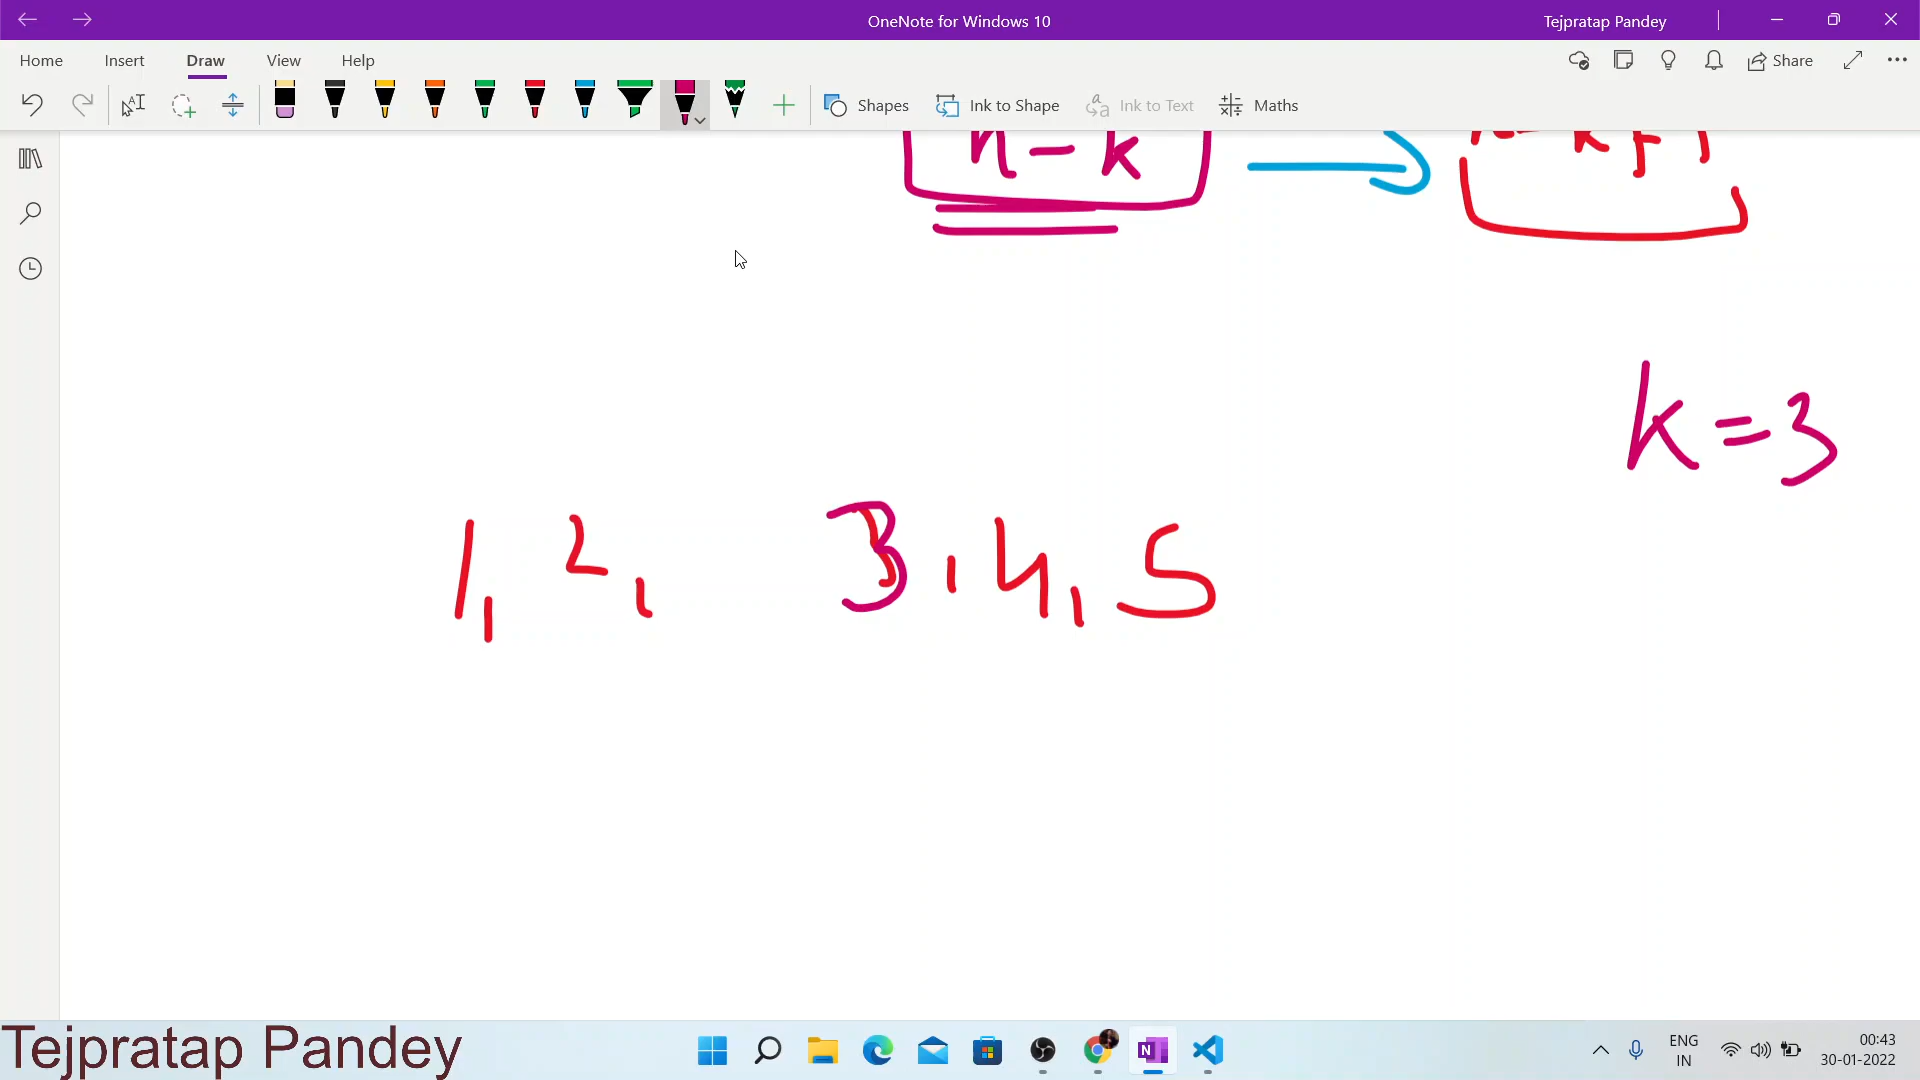 OneNote for Windows 10
Tejpratap Pandey
Home Insert Draw View Help
Share
Shapes Ink to Shape Ink to Text Maths
n - k
k = 3
1, 2, 3, 4, 5
Tejpratap Pandey
ENG
IN
00:43
30-01-2022